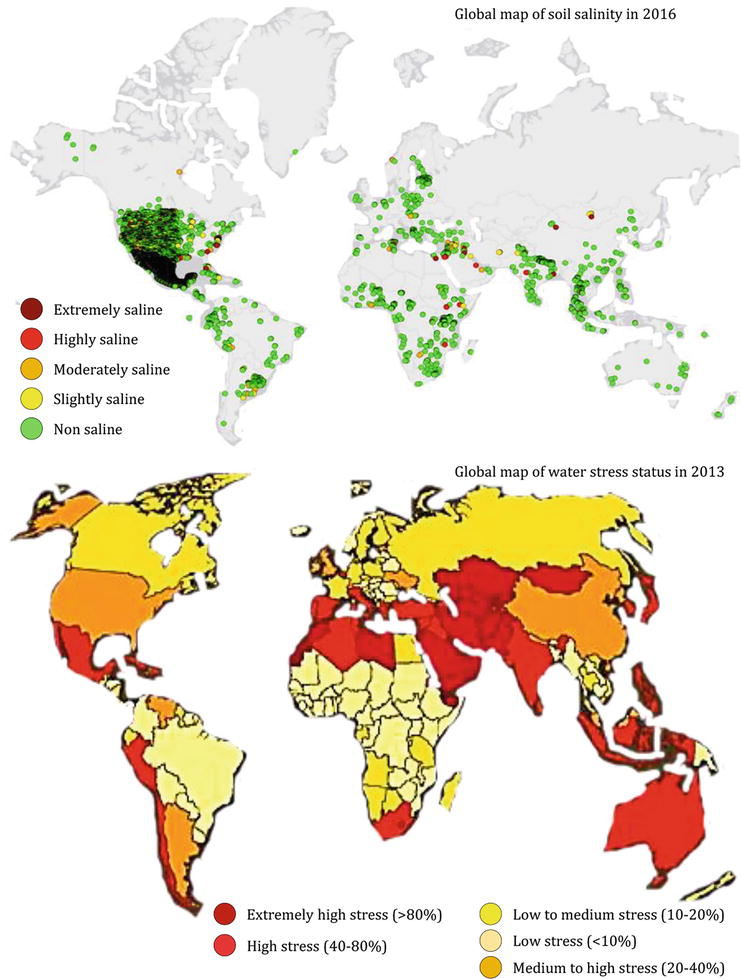 Global map of soil salinity in 2016
Extremely saline
Highly saline
Moderately saline
Slightly saline
Non saline
Global map of water stress status in 2013
Extremely high stress (>80%)
High stress (40-80%)
Low to medium stress (10-20%)
Low stress (<10%)
Medium to high stress (20-40%)